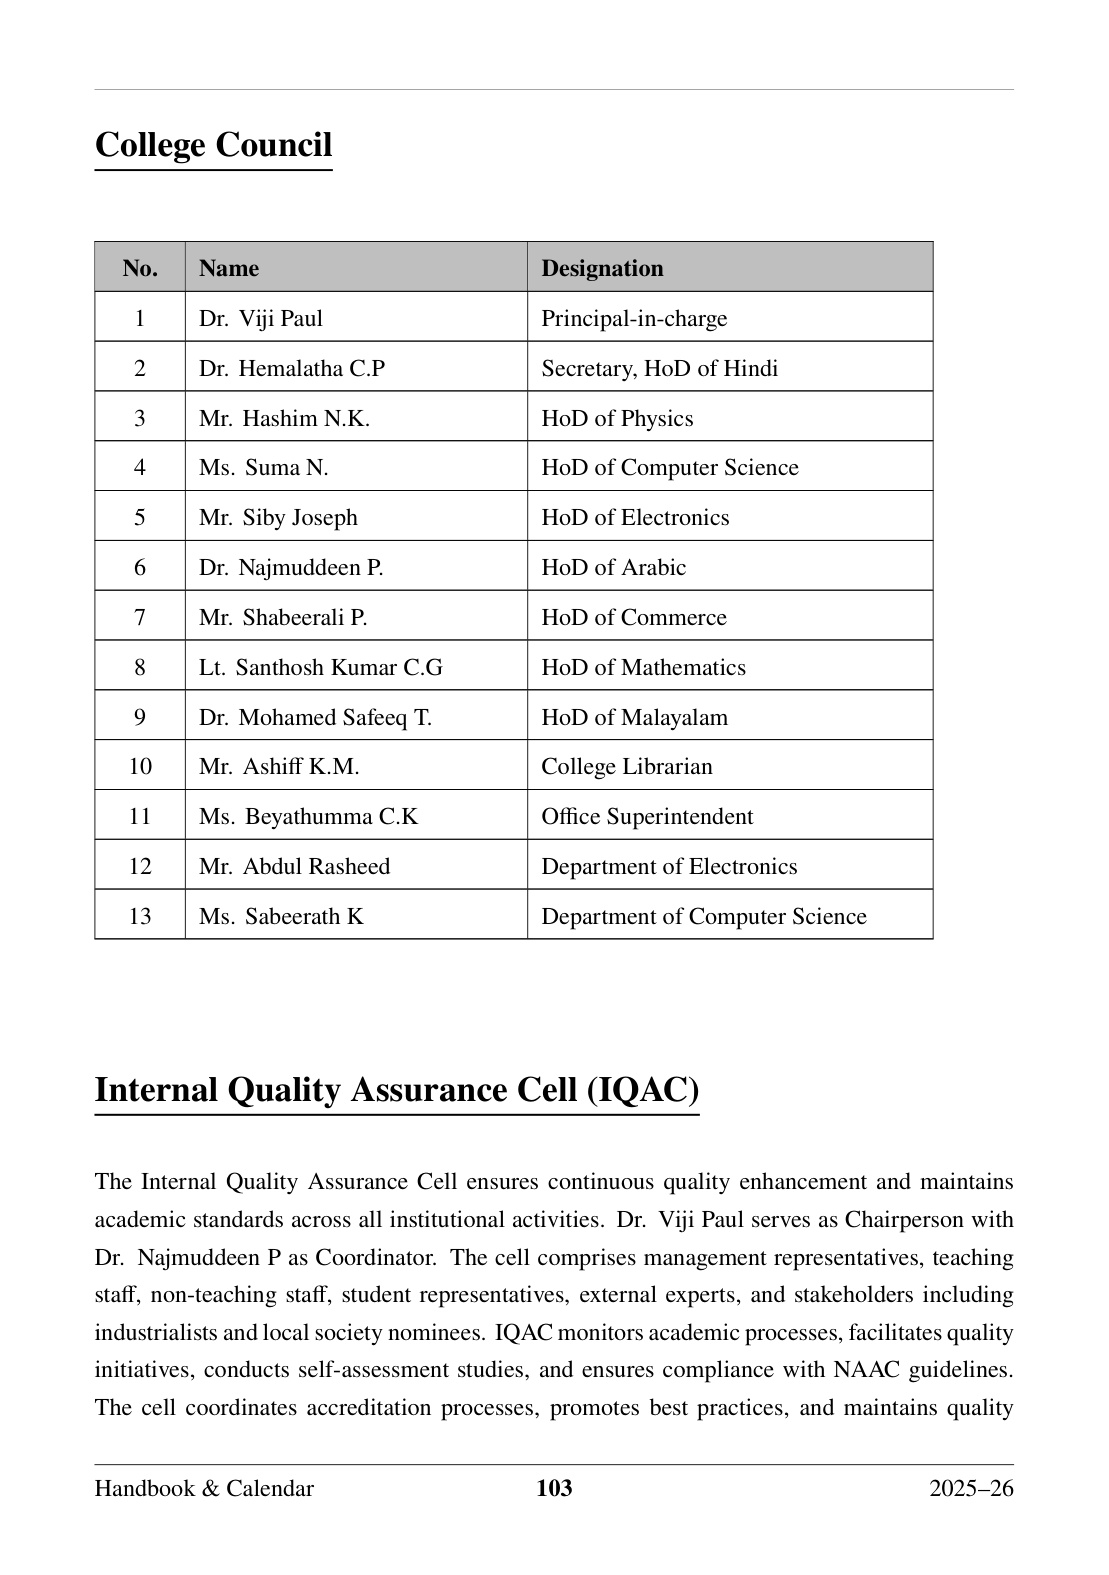 College Council
No. Name Designation
1 Dr. Viji Paul Principal-in-charge
2 Dr. Hemalatha C.P Secretary, HoD of Hindi
3 Mr. Hashim N.K. HoD of Physics
4 Ms. Suma N. HoD of Computer Science
5 Mr. Siby Joseph HoD of Electronics
6 Dr. Najmuddeen P. HoD of Arabic
7 Mr. Shabeerali P. HoD of Commerce
8 Lt. Santhosh Kumar C.G HoD of Mathematics
9 Dr. Mohamed Safeeq T. HoD of Malayalam
10 Mr. Ashiff K.M. College Librarian
11 Ms. Beyathumma C.K Office Superintendent
12 Mr. Abdul Rasheed Department of Electronics
13 Ms. Sabeerath K Department of Computer Science
Internal Quality Assurance Cell (IQAC)
The Internal Quality Assurance Cell ensures continuous quality enhancement and maintains
academic standards across all institutional activities. Dr. Viji Paul serves as Chairperson with
Dr. Najmuddeen P as Coordinator. The cell comprises management representatives, teaching
staff, non-teaching staff, student representatives, external experts, and stakeholders including
industrialists and local society nominees. IQAC monitors academic processes, facilitates quality
initiatives, conducts self-assessment studies, and ensures compliance with NAAC guidelines.
The cell coordinates accreditation processes, promotes best practices, and maintains quality
Handbook & Calendar 103 2025–26